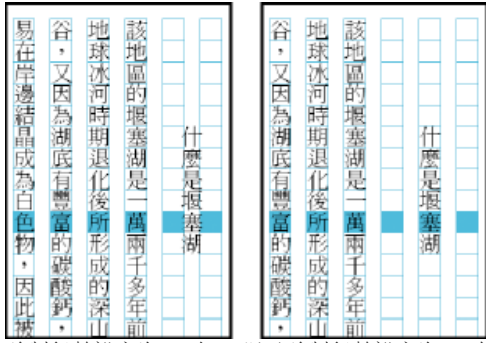 什麼是堰塞湖
該地區的堰塞湖是一萬兩千多年前
地球冰河時期退化後所形成的深山
谷，又因為湖底有豐富的碳酸鈣，
易在岸邊結晶成為白色物，因此被
什麼是堰塞湖
該地區的堰塞湖是一萬兩千多年前
地球冰河時期退化後所形成的深山
谷，又因為湖底有豐富的碳酸鈣，